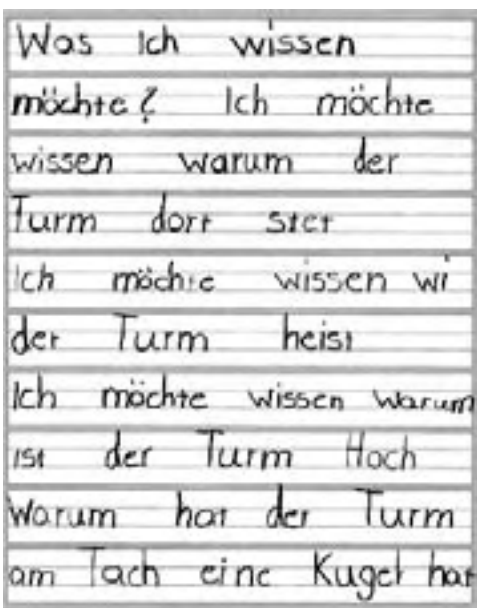 Was Ich wissen
möchte? Ich möchte
wissen warum der
Turm dort stet
Ich möchte wissen wi
der Turm heist
Ich möchte wissen warum
ist der Turm Hoch
Warum hat der Turm
am Tach eine Kugel hat